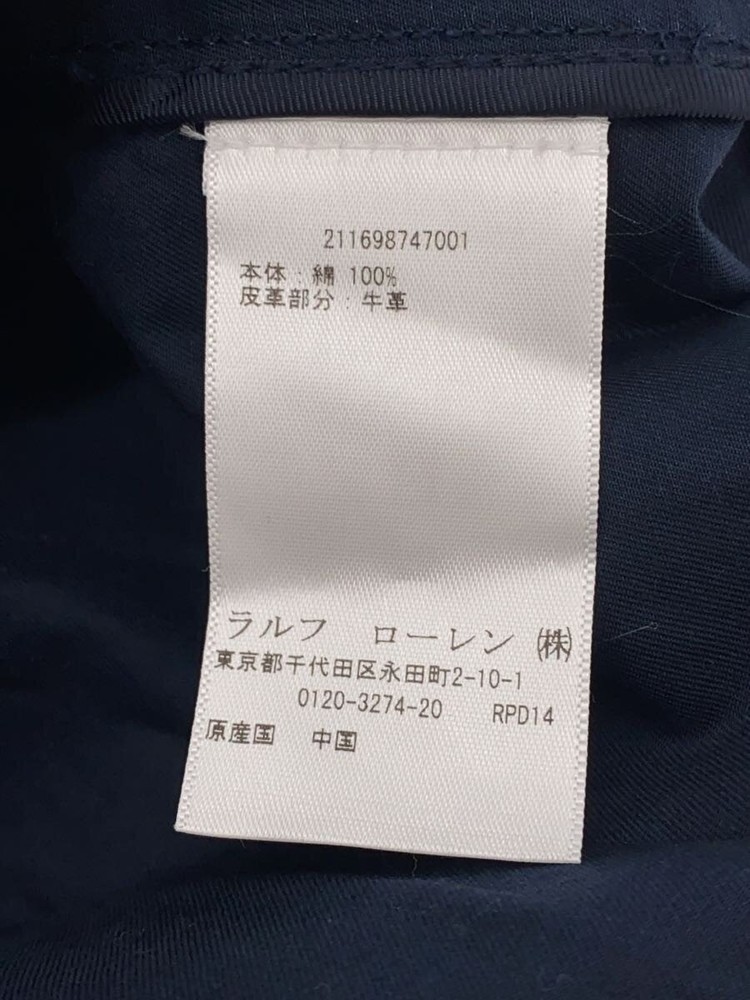 211698747001
本体：綿 100%
皮革部分：牛革
ラルフ ローレン ㈱
東京都千代田区永田町2-10-1
0120-3274-20 RPD14
原産国 中国